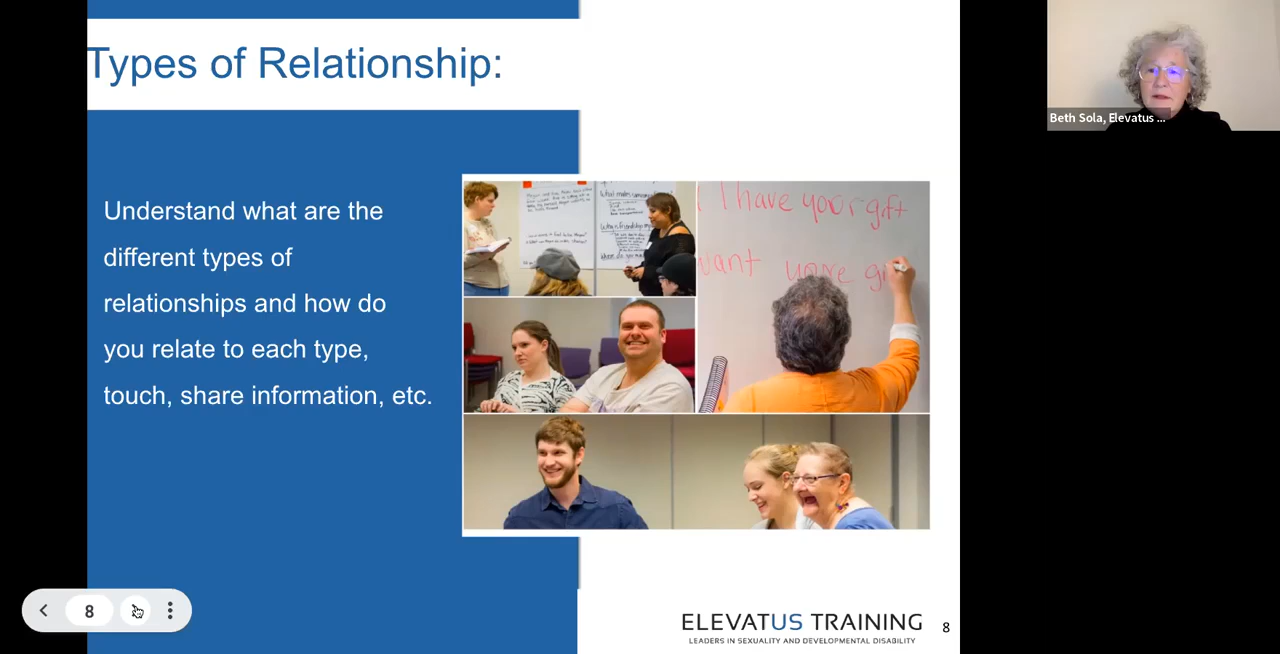 Types of Relationship:
Beth Sola, Elevatus ...
Understand what are the
different types of
relationships and how do
you relate to each type,
touch, share information, etc.
I have your gift
want yore
8
ELEVATUS TRAINING
LEADERS IN SEXUALITY AND DEVELOPMENTAL DISABILITY
8